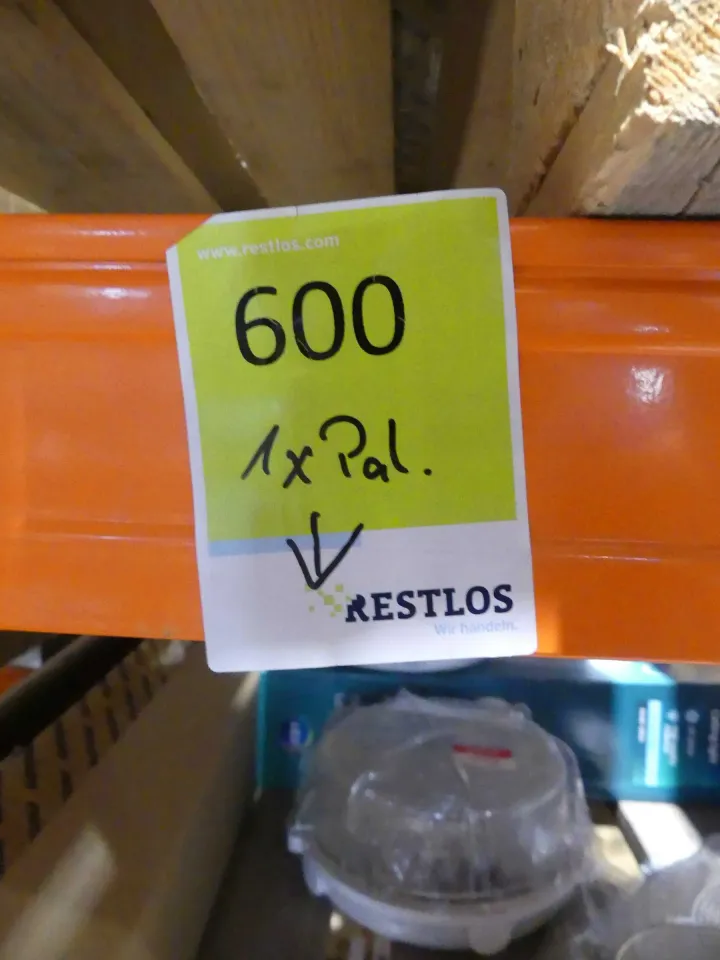 www.restlos.com
600
1x Pal.
RESTLOS
Wir handeln.